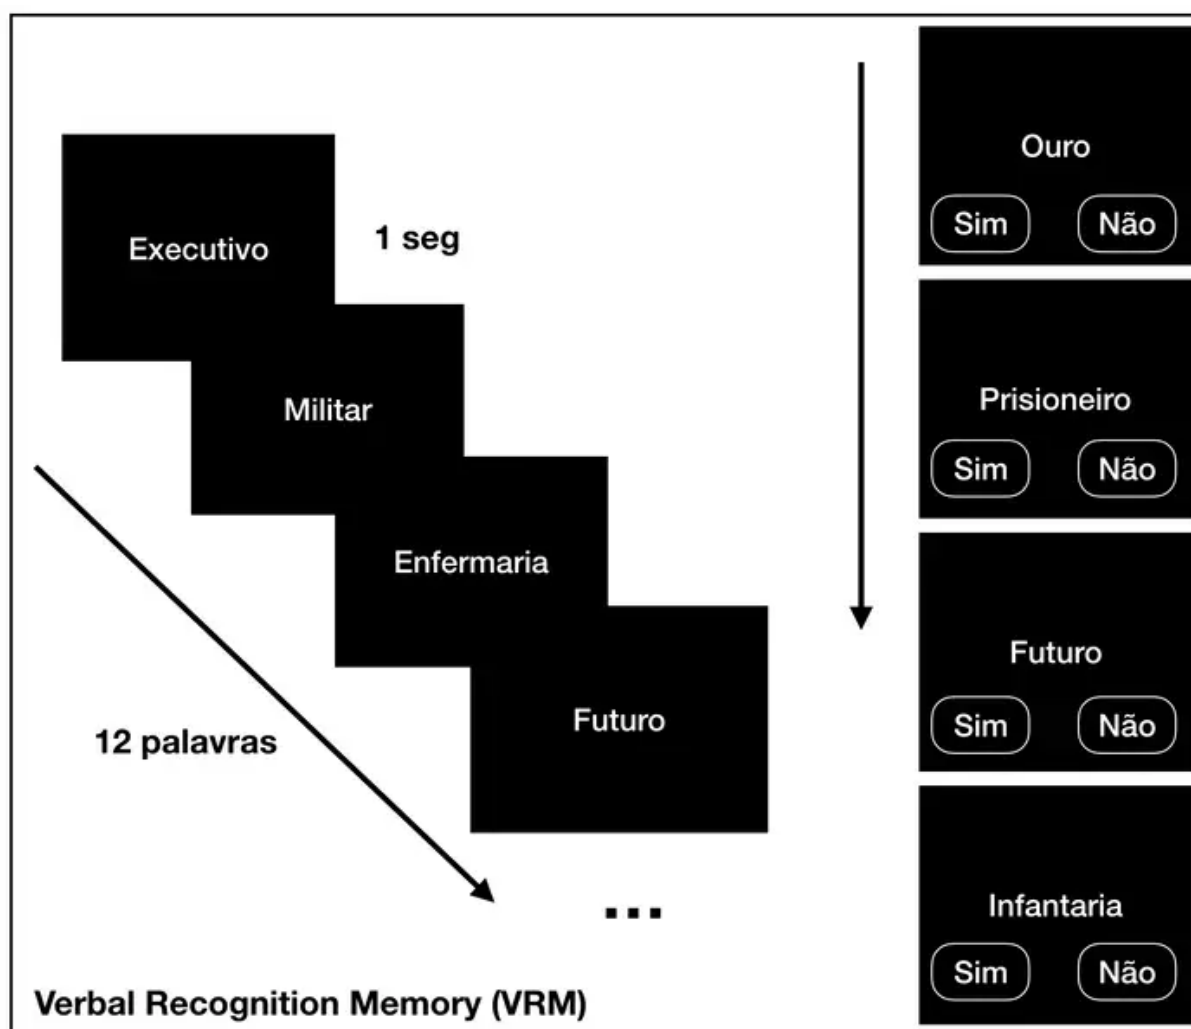 Executivo
1 seg
Militar
Enfermaria
Futuro
12 palavras
...
Verbal Recognition Memory (VRM)
Ouro
Sim Não
Prisioneiro
Sim Não
Futuro
Sim Não
Infantaria
Sim Não